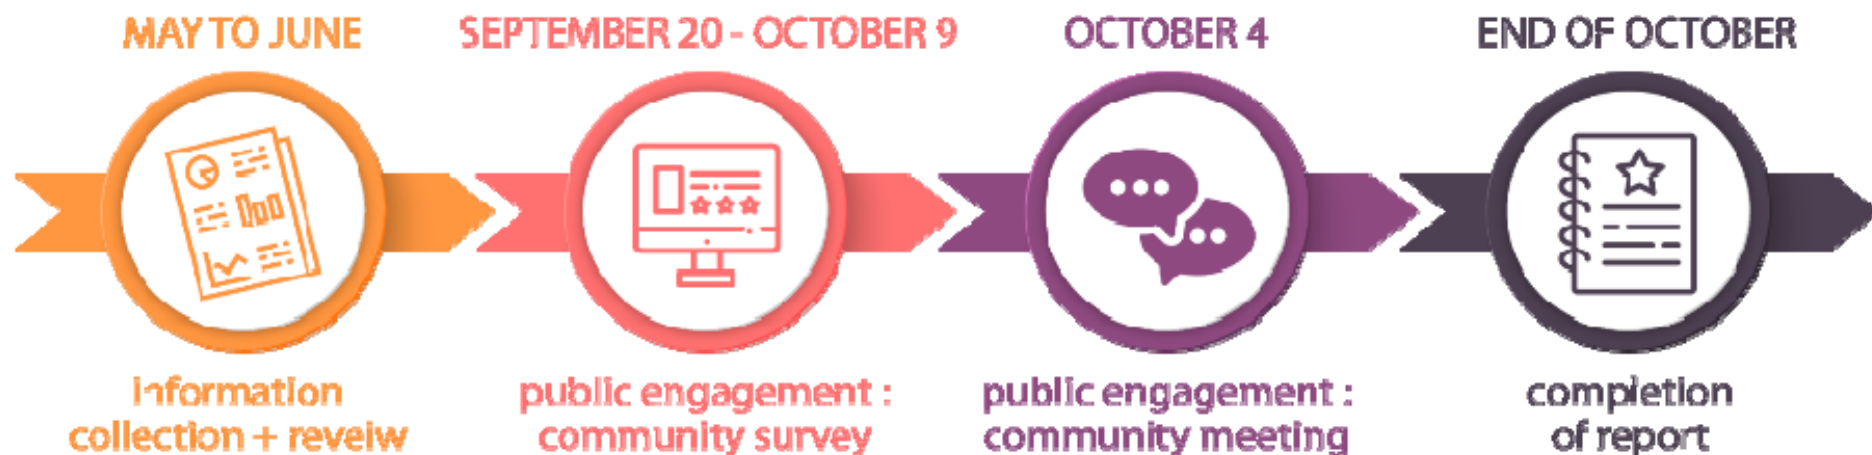 MAY TO JUNE
information
collection + reveiw
SEPTEMBER 20 - OCTOBER 9
public engagement :
community survey
OCTOBER 4
public engagement :
community meeting
END OF OCTOBER
completion
of report